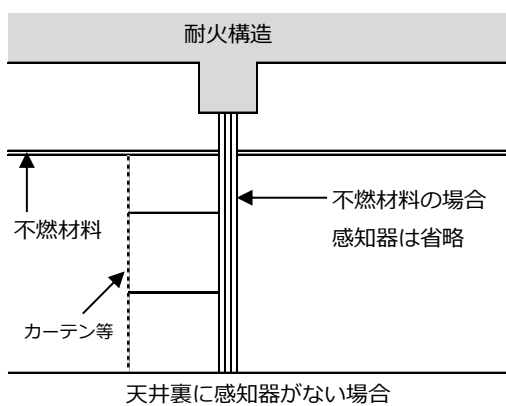 耐火構造
不燃材料の場合
感知器は省略
不燃材料
カーテン等
天井裏に感知器がない場合